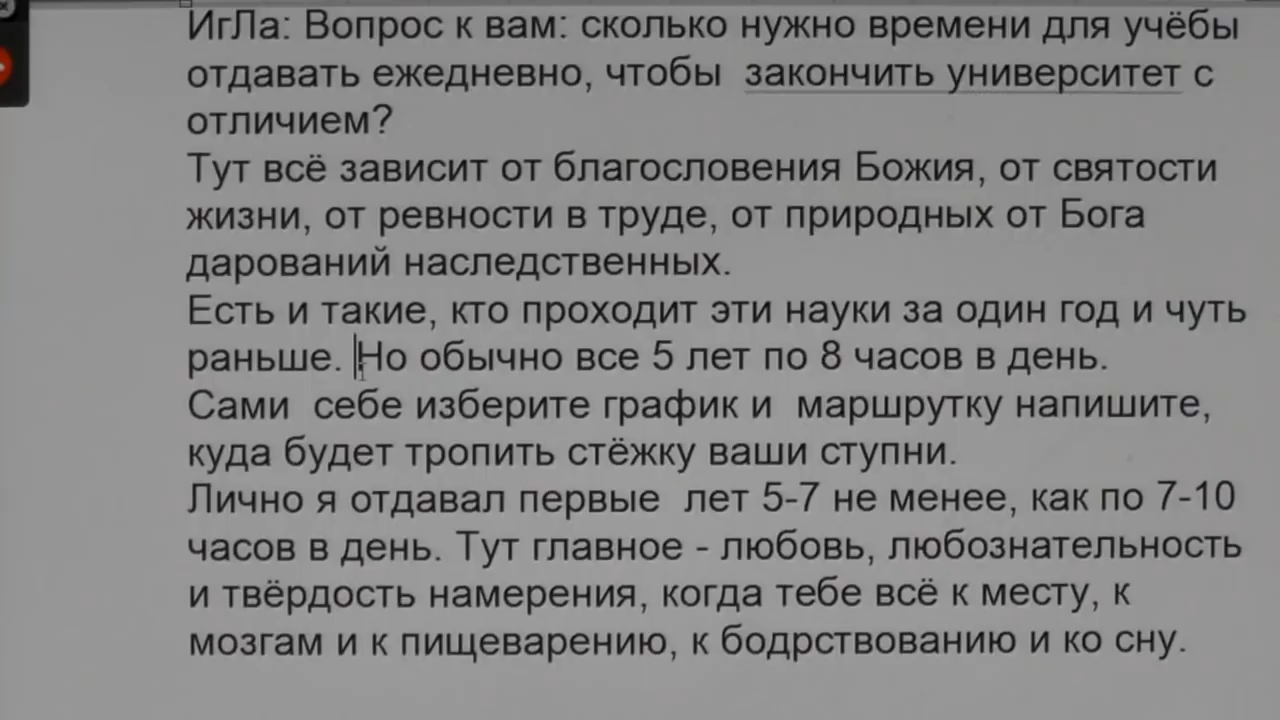 ИгЛа: Вопрос к вам: сколько нужно времени для учёбы
отдавать ежедневно, чтобы  закончить университет с
отличием?
Тут всё зависит от благословения Божия, от святости
жизни, от ревности в труде, от природных от Бога
дарований наследственных.
Есть и такие, кто проходит эти науки за один год и чуть
раньше. Но обычно все 5 лет по 8 часов в день.
Сами  себе изберите график и  маршрутку напишите,
куда будет тропить стёжку ваши ступни.
Лично я отдавал первые  лет 5-7 не менее, как по 7-10
часов в день. Тут главное - любовь, любознательность
и твёрдость намерения, когда тебе всё к месту, к
мозгам и к пищеварению, к бодрствованию и ко сну.